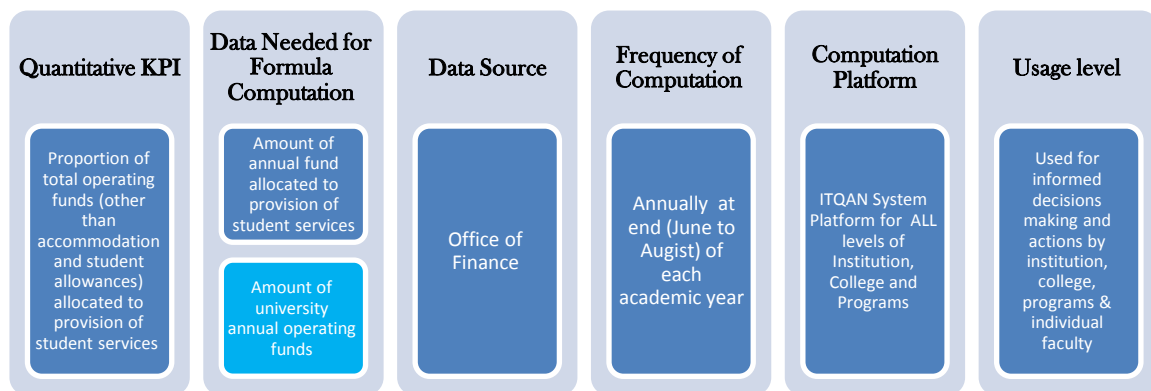 Quantitative KPI
Proportion of
total operating
funds (other
than
accommodation
and student
allowances)
allocated to
provision of
student services
Data Needed for
Formula
Computation
Amount of
annual fund
allocated to
provision of
student services
Amount of
university
annual operating
funds
Data Source
Office of
Finance
Frequency of
Computation
Annually at
end (June to
Augist) of
each
academic year
Computation
Platform
ITQAN System
Platform for ALL
levels of
Institution,
College and
Programs
Usage level
Used for
informed
decisions
making and
actions by
institution,
college,
programs &
individual
faculty